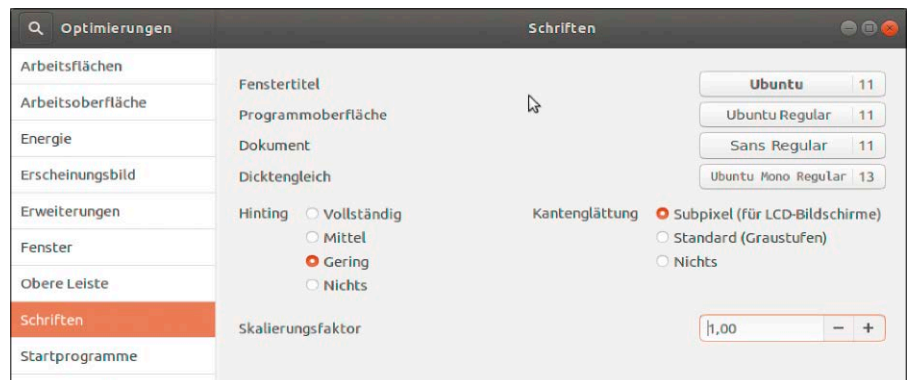 Optimierungen
Schriften
Arbeitsflächen
Arbeitsoberfläche
Energie
Erscheinungsbild
Erweiterungen
Fenster
Obere Leiste
Schriften
Startprogramme
Fenstertitel Ubuntu 11
Programmoberfläche Ubuntu Regular 11
Dokument Sans Regular 11
Dicktengleich Ubuntu Mono Regular 13
Hinting Vollständig
Mittel
Gering
Nichts
Kantenglättung Subpixel (für LCD-Bildschirme)
Standard (Graustufen)
Nichts
Skalierungsfaktor 1,00 − +